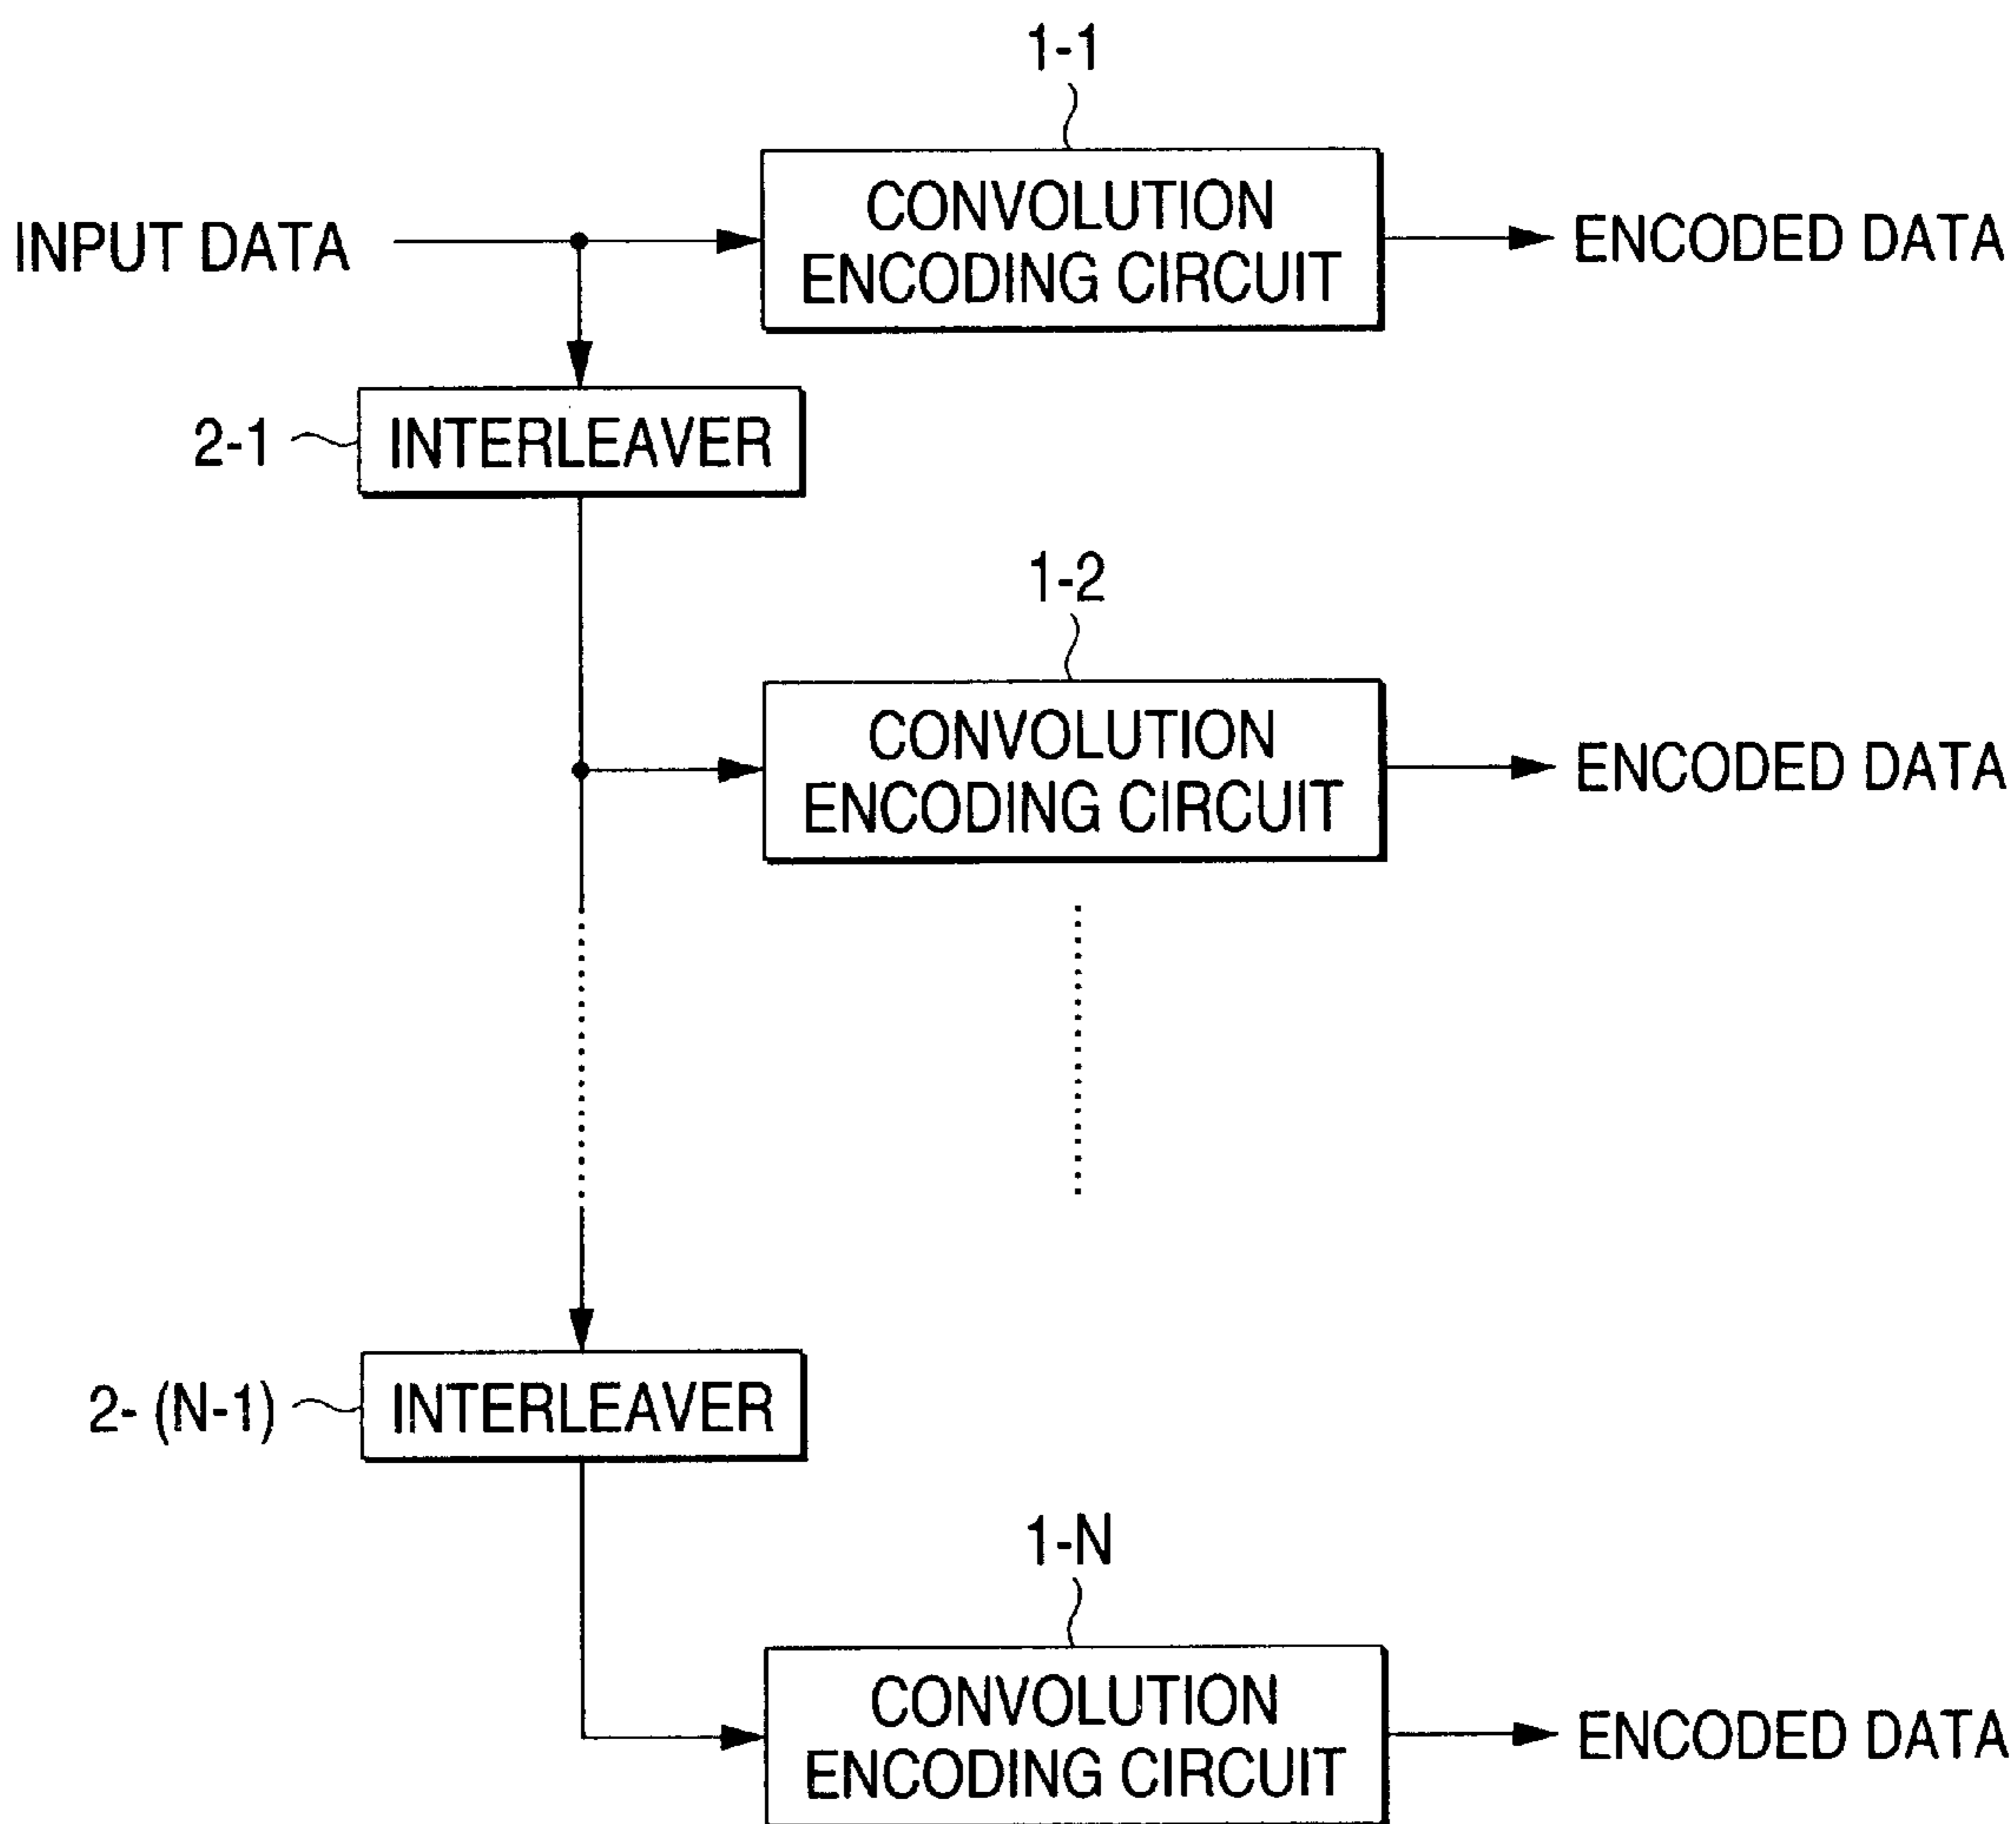 1-1
INPUT DATA
CONVOLUTION
ENCODING CIRCUIT
ENCODED DATA
2-1
INTERLEAVER
1-2
CONVOLUTION
ENCODING CIRCUIT
ENCODED DATA
2- (N-1)
INTERLEAVER
1-N
CONVOLUTION
ENCODING CIRCUIT
ENCODED DATA